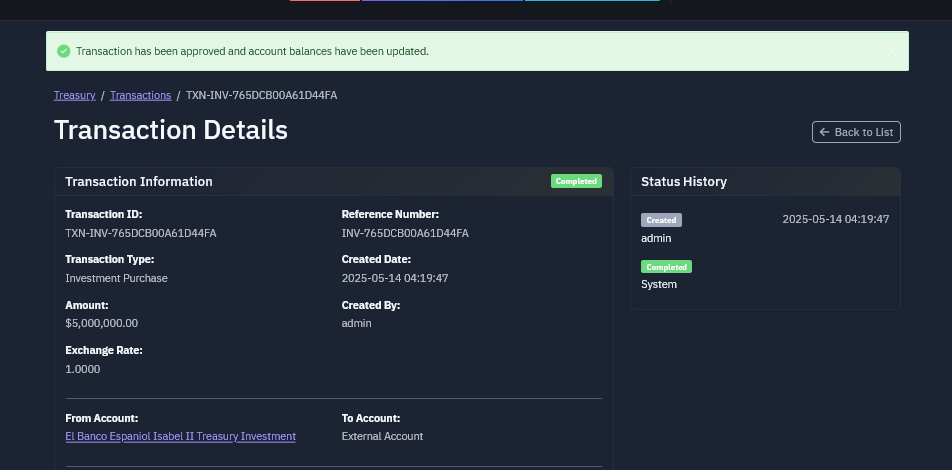 Transaction has been approved and account balances have been updated.
Treasury / Transactions / TXN-INV-765DCB00A61D44FA
Transaction Details
Back to List
Transaction Information
Completed
Transaction ID:
TXN-INV-765DCB00A61D44FA
Reference Number:
INV-765DCB00A61D44FA
Transaction Type:
Investment Purchase
Created Date:
2025-05-14 04:19:47
Amount:
$5,000,000.00
Created By:
admin
Exchange Rate:
1.0000
From Account:
El Banco Espaniol Isabel II Treasury Investment
To Account:
External Account
Status History
Created
2025-05-14 04:19:47
admin
Completed
System